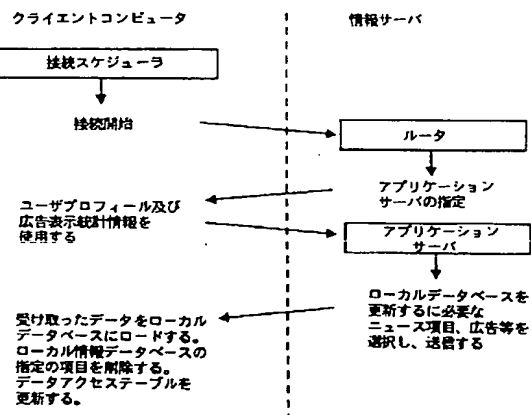 クライエントコンピュータ
情報サーバ
接続スケジューラ
接続開始
ルータ
アプリケーション
サーバの指定
ユーザプロフィール及び
広告表示統計情報を
使用する
アプリケーション
サーバ
ローカルデータベースを
更新するに必要な
ニュース項目、広告等を
選択し、送信する
受け取ったデータをローカル
データベースにロードする。
ローカル情報データベースの
指定の項目を削除する。
データアクセステーブルを
更新する。